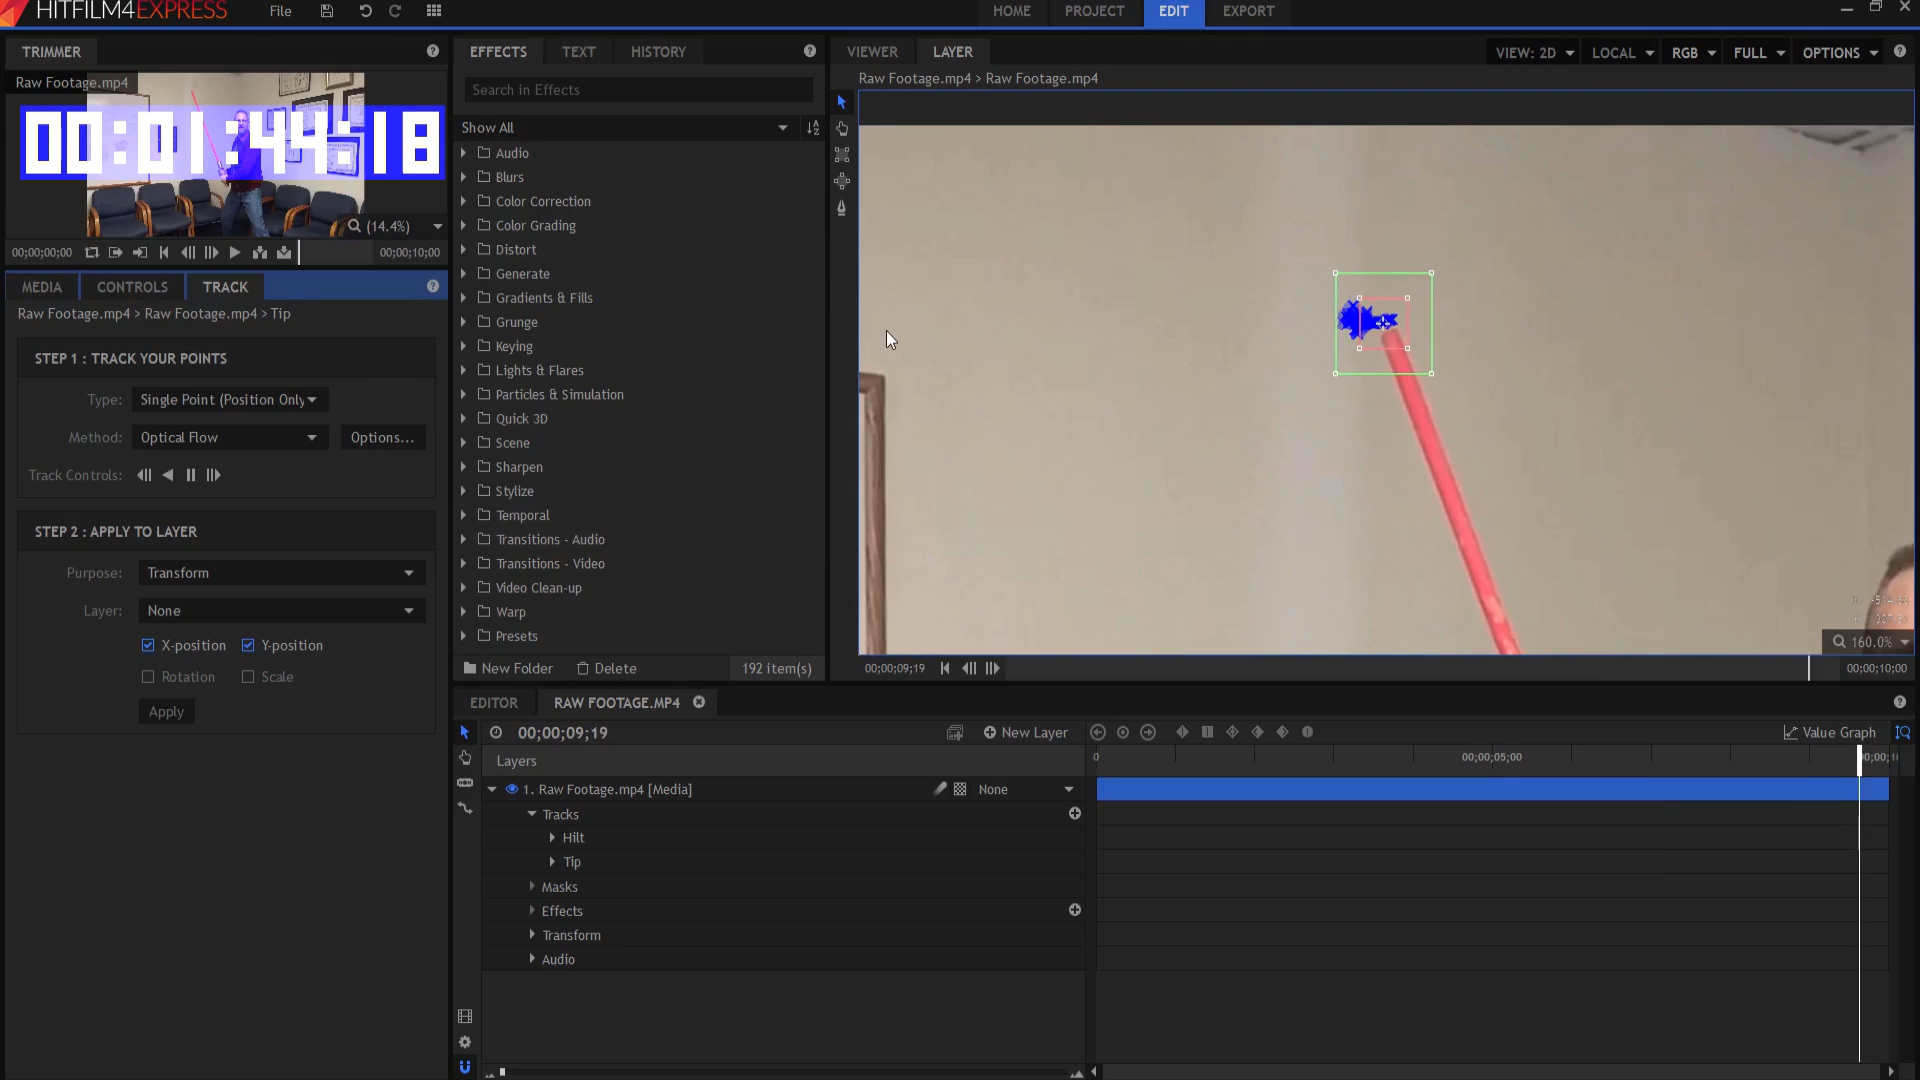 HITFILM4EXPRESS
File
HOME
PROJECT
EDIT
EXPORT
TRIMMER
Raw Footage.mp4
00:01:44:18
(14.4%)
00;00;00;00
00;00;10;00
MEDIA
CONTROLS
TRACK
Raw Footage.mp4 > Raw Footage.mp4 > Tip
STEP 1 : TRACK YOUR POINTS
Type: Single Point (Position Only
Method: Optical Flow Options...
Track Controls:
STEP 2 : APPLY TO LAYER
Purpose: Transform
Layer: None
X-position Y-position
Rotation Scale
Apply
EFFECTS
TEXT
HISTORY
Search in Effects
Show All
Audio
Blurs
Color Correction
Color Grading
Distort
Generate
Gradients & Fills
Grunge
Keying
Lights & Flares
Particles & Simulation
Quick 3D
Scene
Sharpen
Stylize
Temporal
Transitions - Audio
Transitions - Video
Video Clean-up
Warp
Presets
New Folder Delete 192 item(s)
VIEWER
LAYER
VIEW: 2D LOCAL RGB FULL OPTIONS
Raw Footage.mp4 > Raw Footage.mp4
160.0%
00;00;09;19
00;00;10;00
EDITOR
RAW FOOTAGE.MP4
00;00;09;19
New Layer
Value Graph
Layers
0
00;00;05;00
1. Raw Footage.mp4 [Media] None
Tracks
Hilt
Tip
Masks
Effects
Transform
Audio